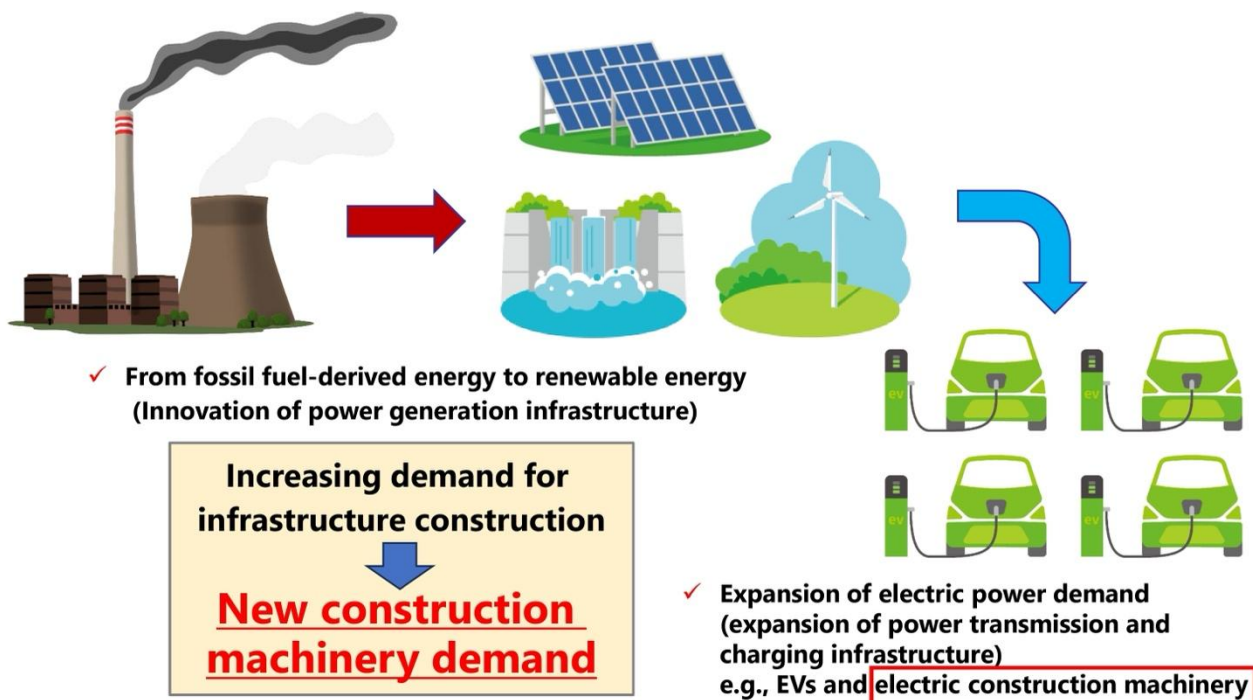 ✓ From fossil fuel-derived energy to renewable energy
(Innovation of power generation infrastructure)
Increasing demand for
infrastructure construction
New construction
machinery demand
ev
ev
ev
ev
✓ Expansion of electric power demand
(expansion of power transmission and
charging infrastructure)
e.g., EVs and electric construction machinery